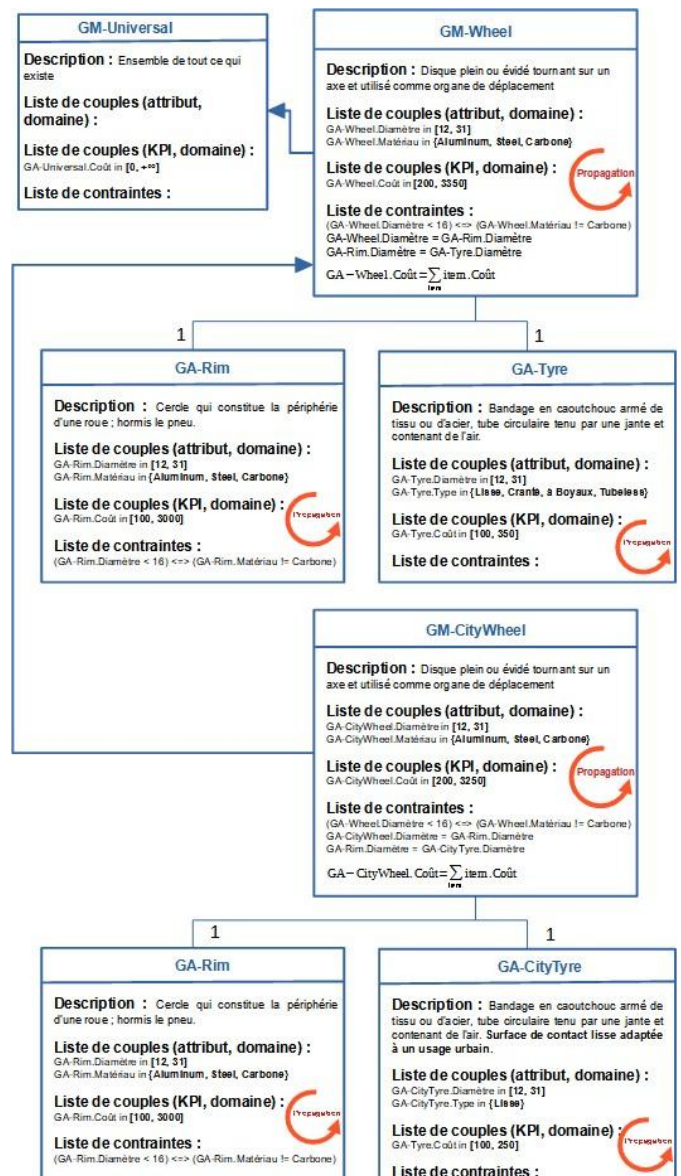 GM-Universal
Description : Ensemble de tout ce qui
existe
Liste de couples (attribut,
domaine) :
Liste de couples (KPI, domaine) :
GA-Universal.Coût in [0, +∞]
Liste de contraintes :
GM-Wheel
Description : Disque plein ou évidé tournant sur un
axe et utilisé comme organe de déplacement
Liste de couples (attribut, domaine) :
GA-Wheel.Diamètre in [12, 31]
GA-Wheel.Matériau in {Aluminum, Steel, Carbone}
Liste de couples (KPI, domaine) :
GA-Wheel.Coût in [200, 3350]
Propagation
Liste de contraintes :
(GA-Wheel.Diamètre < 16) <=> (GA-Wheel.Matériau != Carbone)
GA-Wheel.Diamètre = GA-Rim.Diamètre
GA-Rim.Diamètre = GA-Tyre.Diamètre
GA−Wheel.Coût=∑ item.Coût
item
1
1
GA-Rim
Description : Cercle qui constitue la périphérie
d'une roue ; hormis le pneu.
Liste de couples (attribut, domaine) :
GA-Rim.Diamètre in [12, 31]
GA-Rim.Matériau in {Aluminum, Steel, Carbone}
Liste de couples (KPI, domaine) :
GA-Rim.Coût in [100, 3000]
Propagation
Liste de contraintes :
(GA-Rim.Diamètre < 16) <=> (GA-Rim.Matériau != Carbone)
GA-Tyre
Description : Bandage en caoutchouc armé de
tissu ou d'acier, tube circulaire tenu par une jante et
contenant de l'air.
Liste de couples (attribut, domaine) :
GA-Tyre.Diamètre in [12, 31]
GA-Tyre.Type in {Lisse, Cranté, à Boyaux, Tubeless}
Liste de couples (KPI, domaine) :
GA-Tyre.Coût in [100, 350]
Propagation
Liste de contraintes :
GM-CityWheel
Description : Disque plein ou évidé tournant sur un
axe et utilisé comme organe de déplacement
Liste de couples (attribut, domaine) :
GA-CityWheel.Diamètre in [12, 31]
GA-CityWheel.Matériau in {Aluminum, Steel, Carbone}
Liste de couples (KPI, domaine) :
GA-CityWheel.Coût in [200, 3250]
Propagation
Liste de contraintes :
(GA-Wheel.Diamètre < 16) <=> (GA-Wheel.Matériau != Carbone)
GA-CityWheel.Diamètre = GA-Rim.Diamètre
GA-Rim.Diamètre = GA-CityTyre.Diamètre
GA−CityWheel.Coût=∑ item.Coût
item
1
1
GA-Rim
Description : Cercle qui constitue la périphérie
d'une roue ; hormis le pneu.
Liste de couples (attribut, domaine) :
GA-Rim.Diamètre in [12, 31]
GA-Rim.Matériau in {Aluminum, Steel, Carbone}
Liste de couples (KPI, domaine) :
GA-Rim.Coût in [100, 3000]
Propagation
Liste de contraintes :
(GA-Rim.Diamètre < 16) <=> (GA-Rim.Matériau != Carbone)
GA-CityTyre
Description : Bandage en caoutchouc armé de
tissu ou d'acier, tube circulaire tenu par une jante et
contenant de l'air. Surface de contact lisse adaptée
à un usage urbain.
Liste de couples (attribut, domaine) :
GA-CityTyre.Diamètre in [12, 31]
GA-CityTyre.Type in {Lisse}
Liste de couples (KPI, domaine) :
GA-Tyre.Coût in [100, 250]
Propagation
Liste de contraintes :